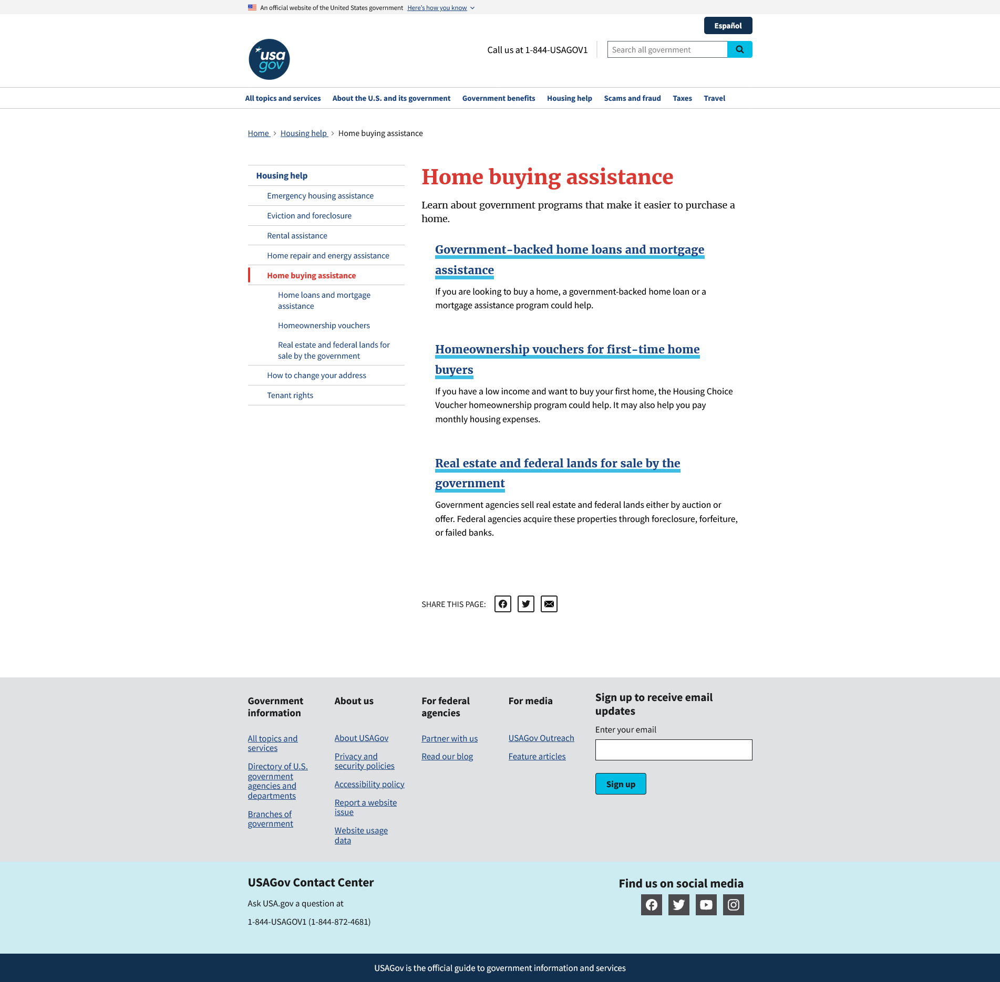 An official website of the United States government Here's how you know
Español
usa
gov
Call us at 1-844-USAGOV1
Search all government
All topics and services About the U.S. and its government Government benefits Housing help Scams and fraud Taxes Travel
Home Housing help Home buying assistance
Housing help
Emergency housing assistance
Eviction and foreclosure
Rental assistance
Home repair and energy assistance
Home buying assistance
Home loans and mortgage
assistance
Homeownership vouchers
Real estate and federal lands for
sale by the government
How to change your address
Tenant rights
Home buying assistance
Learn about government programs that make it easier to purchase a
home.
Government-backed home loans and mortgage
assistance
If you are looking to buy a home, a government-backed home loan or a
mortgage assistance program could help.
Homeownership vouchers for first-time home
buyers
If you have a low income and want to buy your first home, the Housing Choice
Voucher homeownership program could help. It may also help you pay
monthly housing expenses.
Real estate and federal lands for sale by the
government
Government agencies sell real estate and federal lands either by auction or
offer. Federal agencies acquire these properties through foreclosure, forfeiture,
or failed banks.
SHARE THIS PAGE:
Government
information
All topics and
services
Directory of U.S.
government
agencies and
departments
Branches of
government
About us
About USAGov
Privacy and
security policies
Accessibility policy
Report a website
issue
Website usage
data
For federal
agencies
Partner with us
Read our blog
For media
USAGov Outreach
Feature articles
Sign up to receive email
updates
Enter your email
Sign up
USAGov Contact Center
Ask USA.gov a question at
1-844-USAGOV1 (1-844-872-4681)
Find us on social media
USAGov is the official guide to government information and services